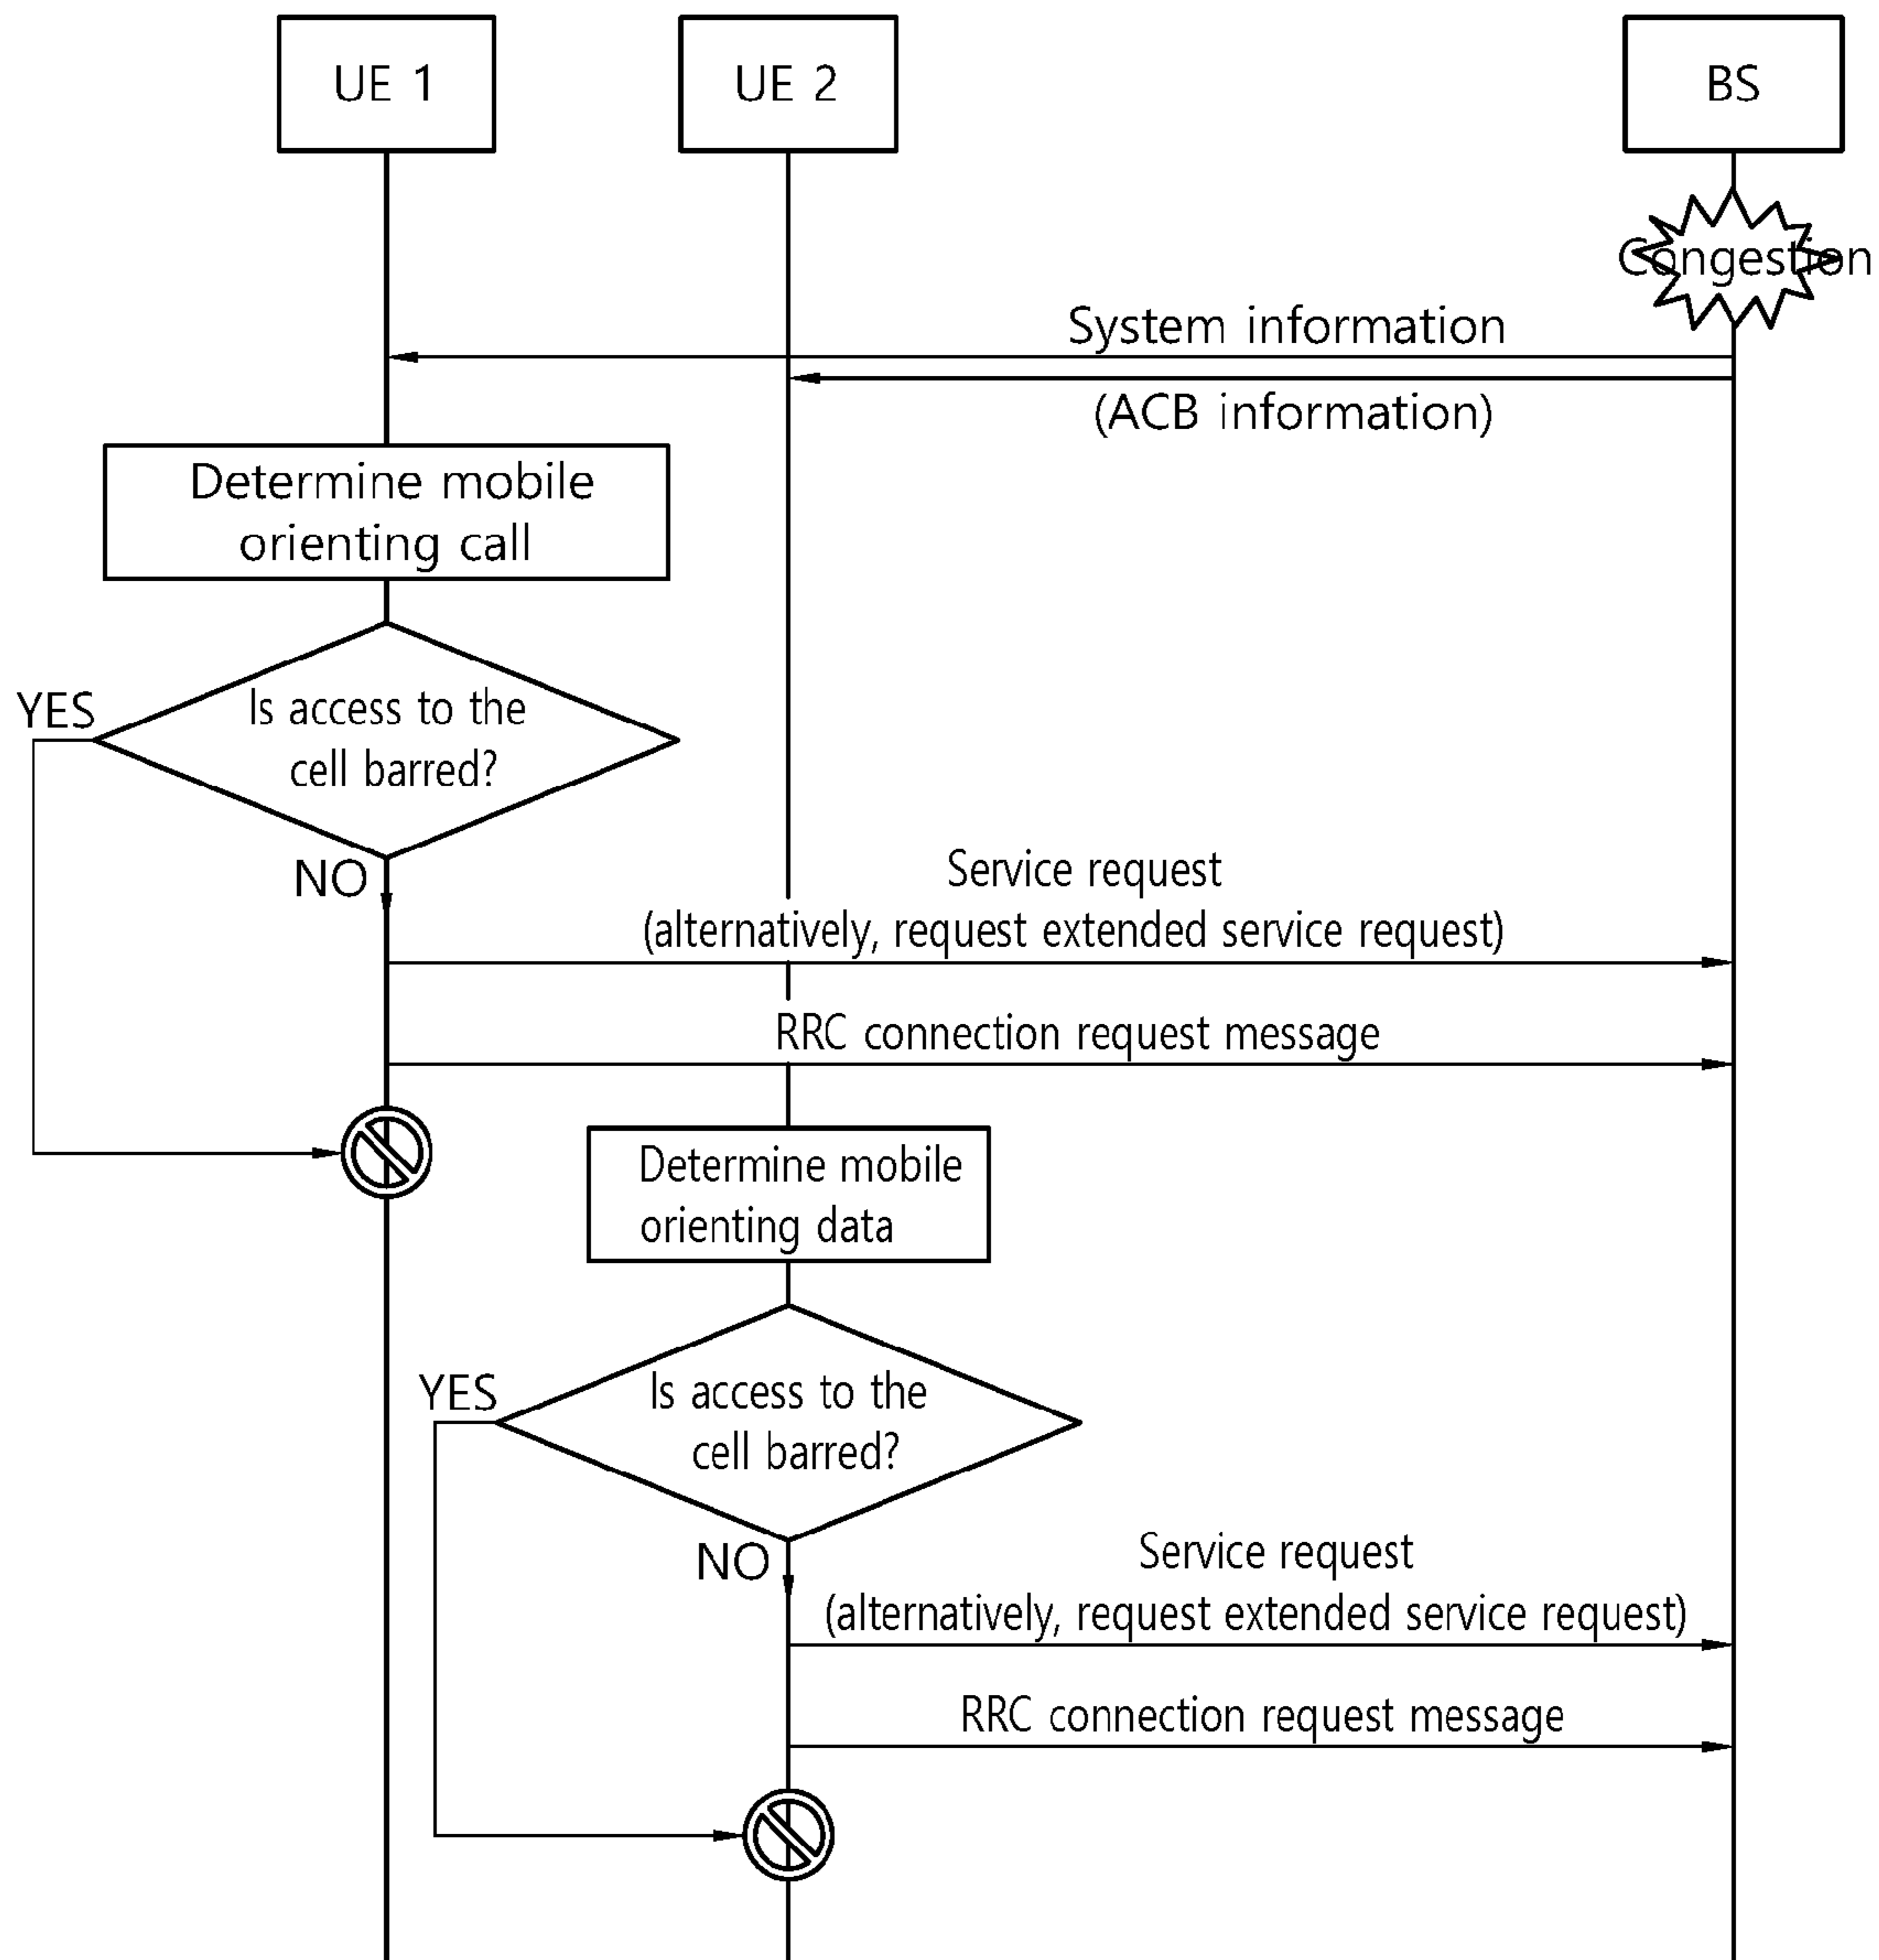 UE 1
UE 2
BS
Congestion
System information
(ACB information)
Determine mobile
orienting call
YES
Is access to the
cell barred?
NO
Service request
(alternatively, request extended service request)
RRC connection request message
Determine mobile
orienting data
YES
Is access to the
cell barred?
NO
Service request
(alternatively, request extended service request)
RRC connection request message